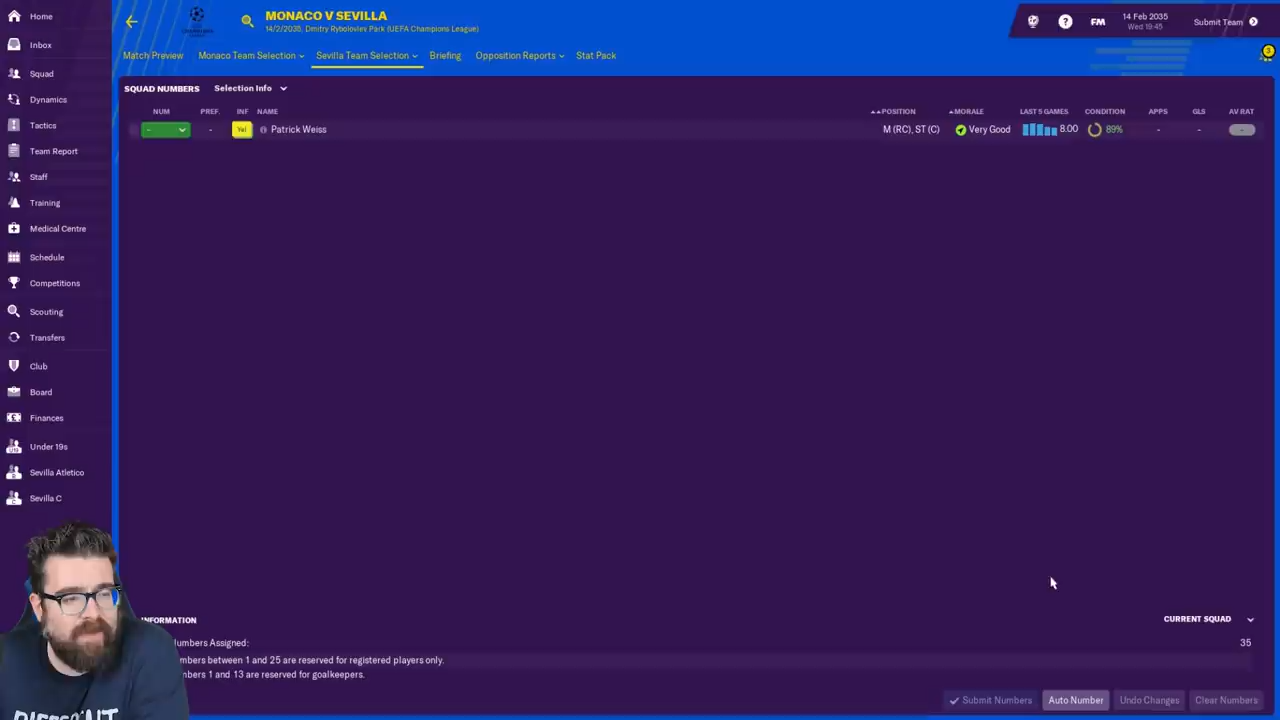 Home
Inbox
Squad
Dynamics
Tactics
Team Report
Staff
Training
Medical Centre
Schedule
Competitions
Scouting
Transfers
Club
Board
Finances
Under 19s
Sevilla Atletico
Sevilla C
MONACO V SEVILLA
14/2/2035, Dmitry Rybolovlev Park (UEFA Champions League)
FM
14 Feb 2035
Wed 19:45
Submit Team
3
Match Preview Monaco Team Selection Sevilla Team Selection Briefing Opposition Reports Stat Pack
SQUAD NUMBERS Selection Info
NUM PREF. INF NAME POSITION MORALE LAST 5 GAMES CONDITION APPS GLS AV RAT
- - Yel Patrick Weiss M (RC), ST (C) Very Good 8.00 89% - - -
INFORMATION CURRENT SQUAD
umbers Assigned: 35
mbers between 1 and 25 are reserved for registered players only.
nbers 1 and 13 are reserved for goalkeepers.
Submit Numbers Auto Number Undo Changes Clear Numbers